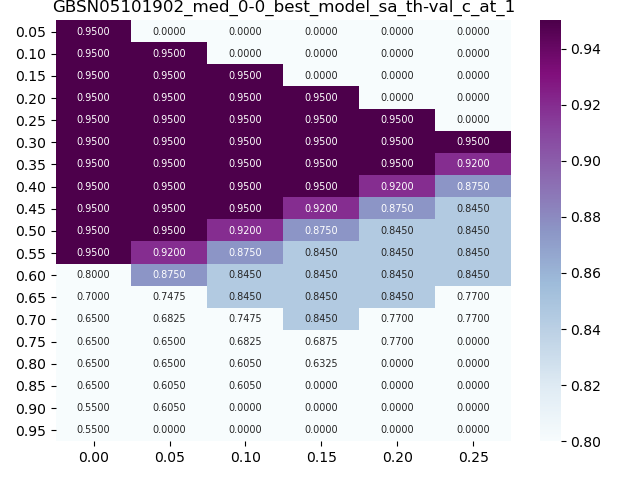 GBSN05101902_med_0-0_best_model_sa_th-val_c_at_1
0.05 0.9500 0.0000 0.0000 0.0000 0.0000 0.0000
0.10 0.9500 0.9500 0.0000 0.0000 0.0000 0.0000
0.15 0.9500 0.9500 0.9500 0.0000 0.0000 0.0000
0.20 0.9500 0.9500 0.9500 0.9500 0.0000 0.0000
0.25 0.9500 0.9500 0.9500 0.9500 0.9500 0.0000
0.30 0.9500 0.9500 0.9500 0.9500 0.9500 0.9500
0.35 0.9500 0.9500 0.9500 0.9500 0.9500 0.9200
0.40 0.9500 0.9500 0.9500 0.9500 0.9200 0.8750
0.45 0.9500 0.9500 0.9500 0.9200 0.8750 0.8450
0.50 0.9500 0.9500 0.9200 0.8750 0.8450 0.8450
0.55 0.9500 0.9200 0.8750 0.8450 0.8450 0.8450
0.60 0.8000 0.8750 0.8450 0.8450 0.8450 0.8450
0.65 0.7000 0.7475 0.8450 0.8450 0.8450 0.7700
0.70 0.6500 0.6825 0.7475 0.8450 0.7700 0.7700
0.75 0.6500 0.6500 0.6825 0.6875 0.7700 0.0000
0.80 0.6500 0.6500 0.6050 0.6325 0.0000 0.0000
0.85 0.6500 0.6050 0.6050 0.0000 0.0000 0.0000
0.90 0.5500 0.6050 0.0000 0.0000 0.0000 0.0000
0.95 0.5500 0.0000 0.0000 0.0000 0.0000 0.0000
0.00 0.05 0.10 0.15 0.20 0.25
0.94
0.92
0.90
0.88
0.86
0.84
0.82
0.80